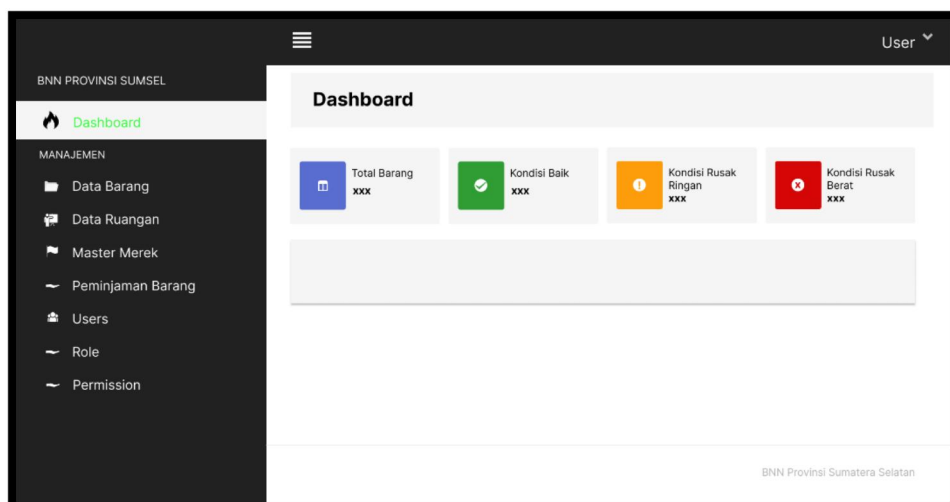 User
BNN PROVINSI SUMSEL
Dashboard
MANAJEMEN
Data Barang
Data Ruangan
Master Merek
Peminjaman Barang
Users
Role
Permission
Dashboard
Total Barang
xxx
Kondisi Baik
xxx
Kondisi Rusak
Ringan
xxx
Kondisi Rusak
Berat
xxx
BNN Provinsi Sumatera Selatan